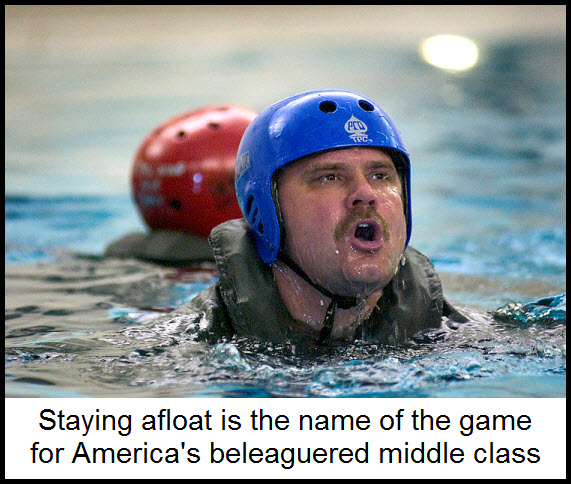 Staying afloat is the name of the game
for America's beleaguered middle class